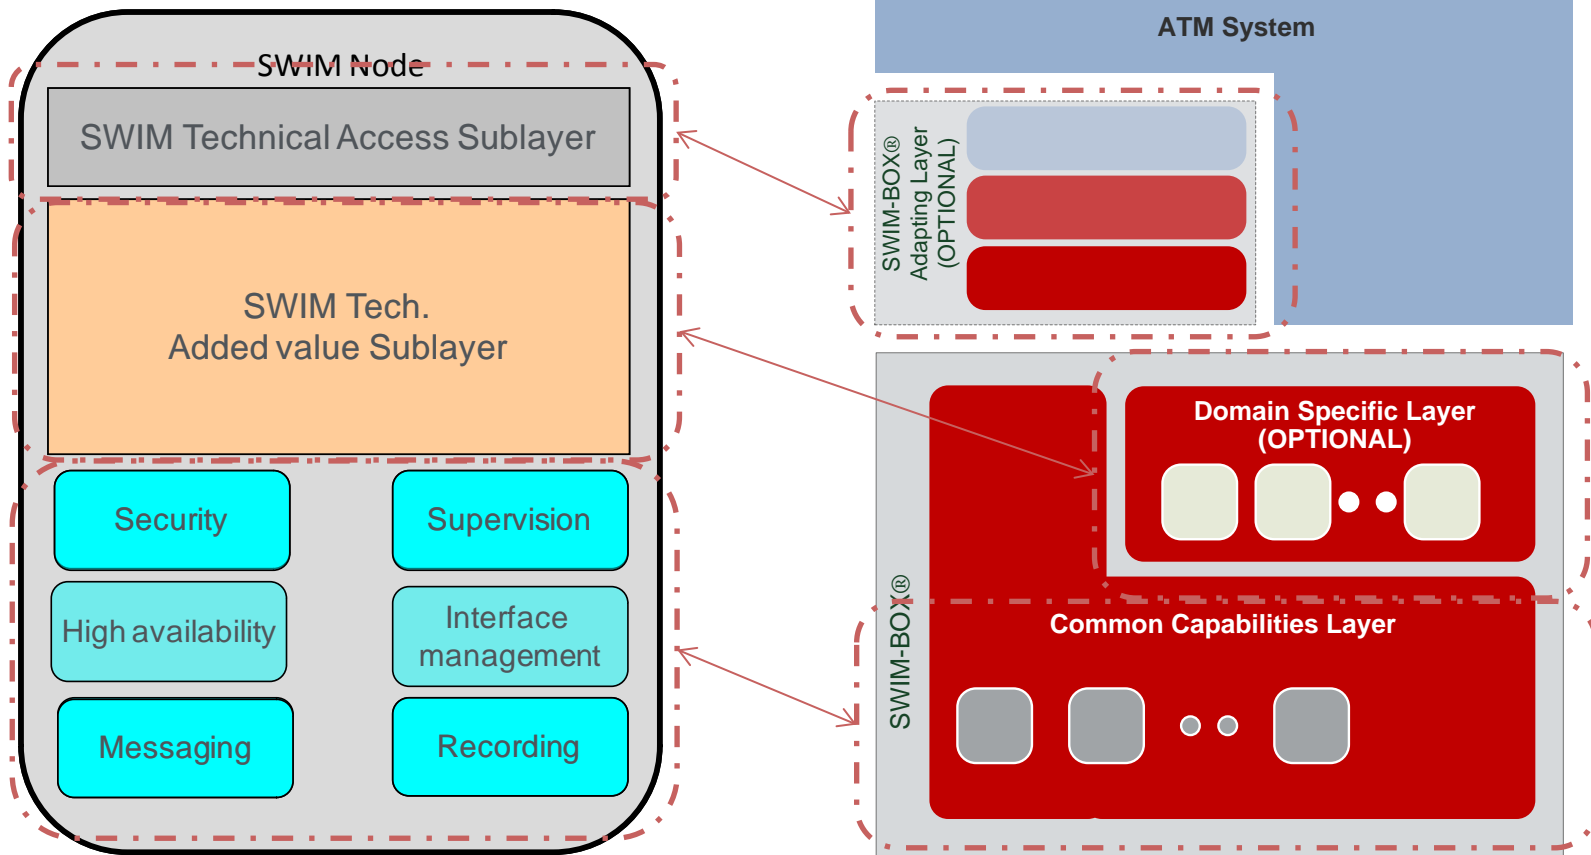 SWIM Node
SWIM Technical Access Sublayer
SWIM Tech.
Added value Sublayer
Security
Supervision
High availability
Interface
management
Messaging
Recording
ATM System
SWIM-BOX®
Adapting Layer
(OPTIONAL)
Domain Specific Layer
(OPTIONAL)
SWIM-BOX®
Common Capabilities Layer